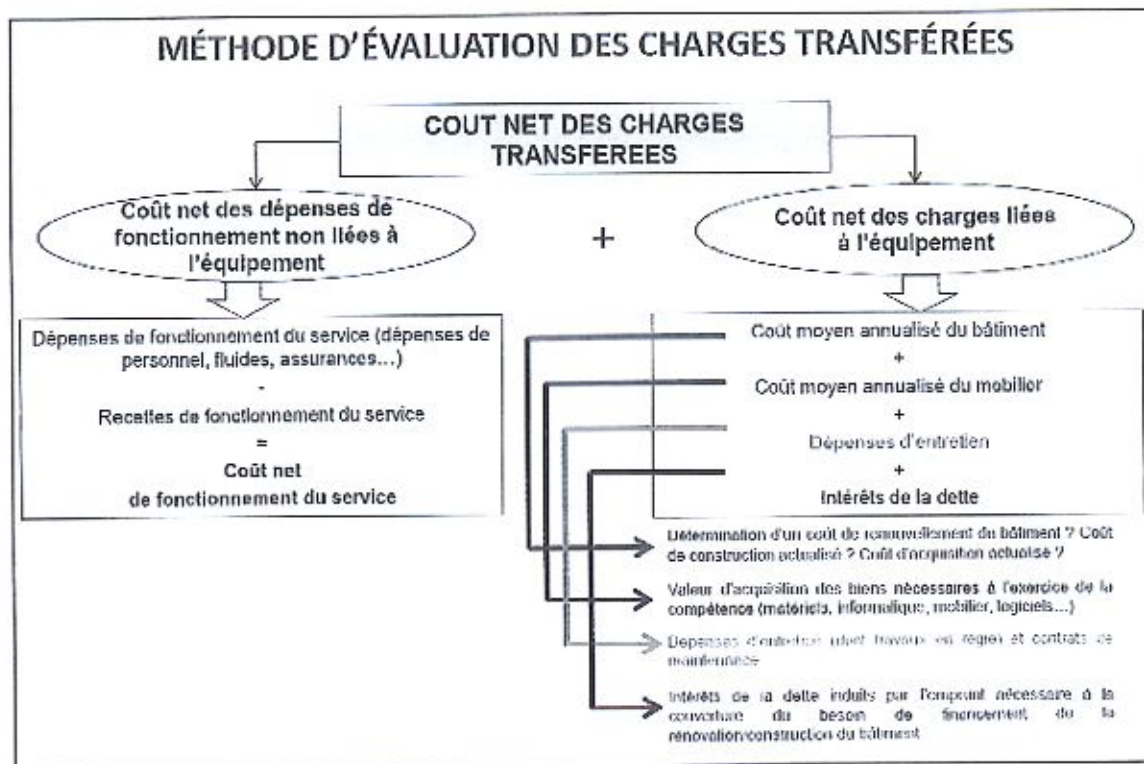 MÉTHODE D'ÉVALUATION DES CHARGES TRANSFÉRÉES
COUT NET DES CHARGES
TRANSFEREES
Coût net des dépenses de
fonctionnement non liées à
l'équipement
+
Coût net des charges liées
à l'équipement
Dépenses de fonctionnement du service (dépenses de
personnel, fluides, assurances...)
-
Recettes de fonctionnement du service
=
Coût net
de fonctionnement du service
Coût moyen annualisé du bâtiment
+
Coût moyen annualisé du mobilier
+
Dépenses d'entretien
+
Intérêts de la dette
Détermination d'un coût de renouvellement du bâtiment ? Coût
de construction actualisé ? Coût d'acquisition actualisé ?
Valeur d'acquisition des biens nécessaires à l'exercice de la
compétence (matériels, informatique, mobilier, logiciels...)
Dépenses d'entretien (dont travaux en régie) et contrats de
maintenance
Intérêts de la dette induits par l'emprunt nécessaire à la
couverture du besoin de financement de la
rénovation/construction du bâtiment